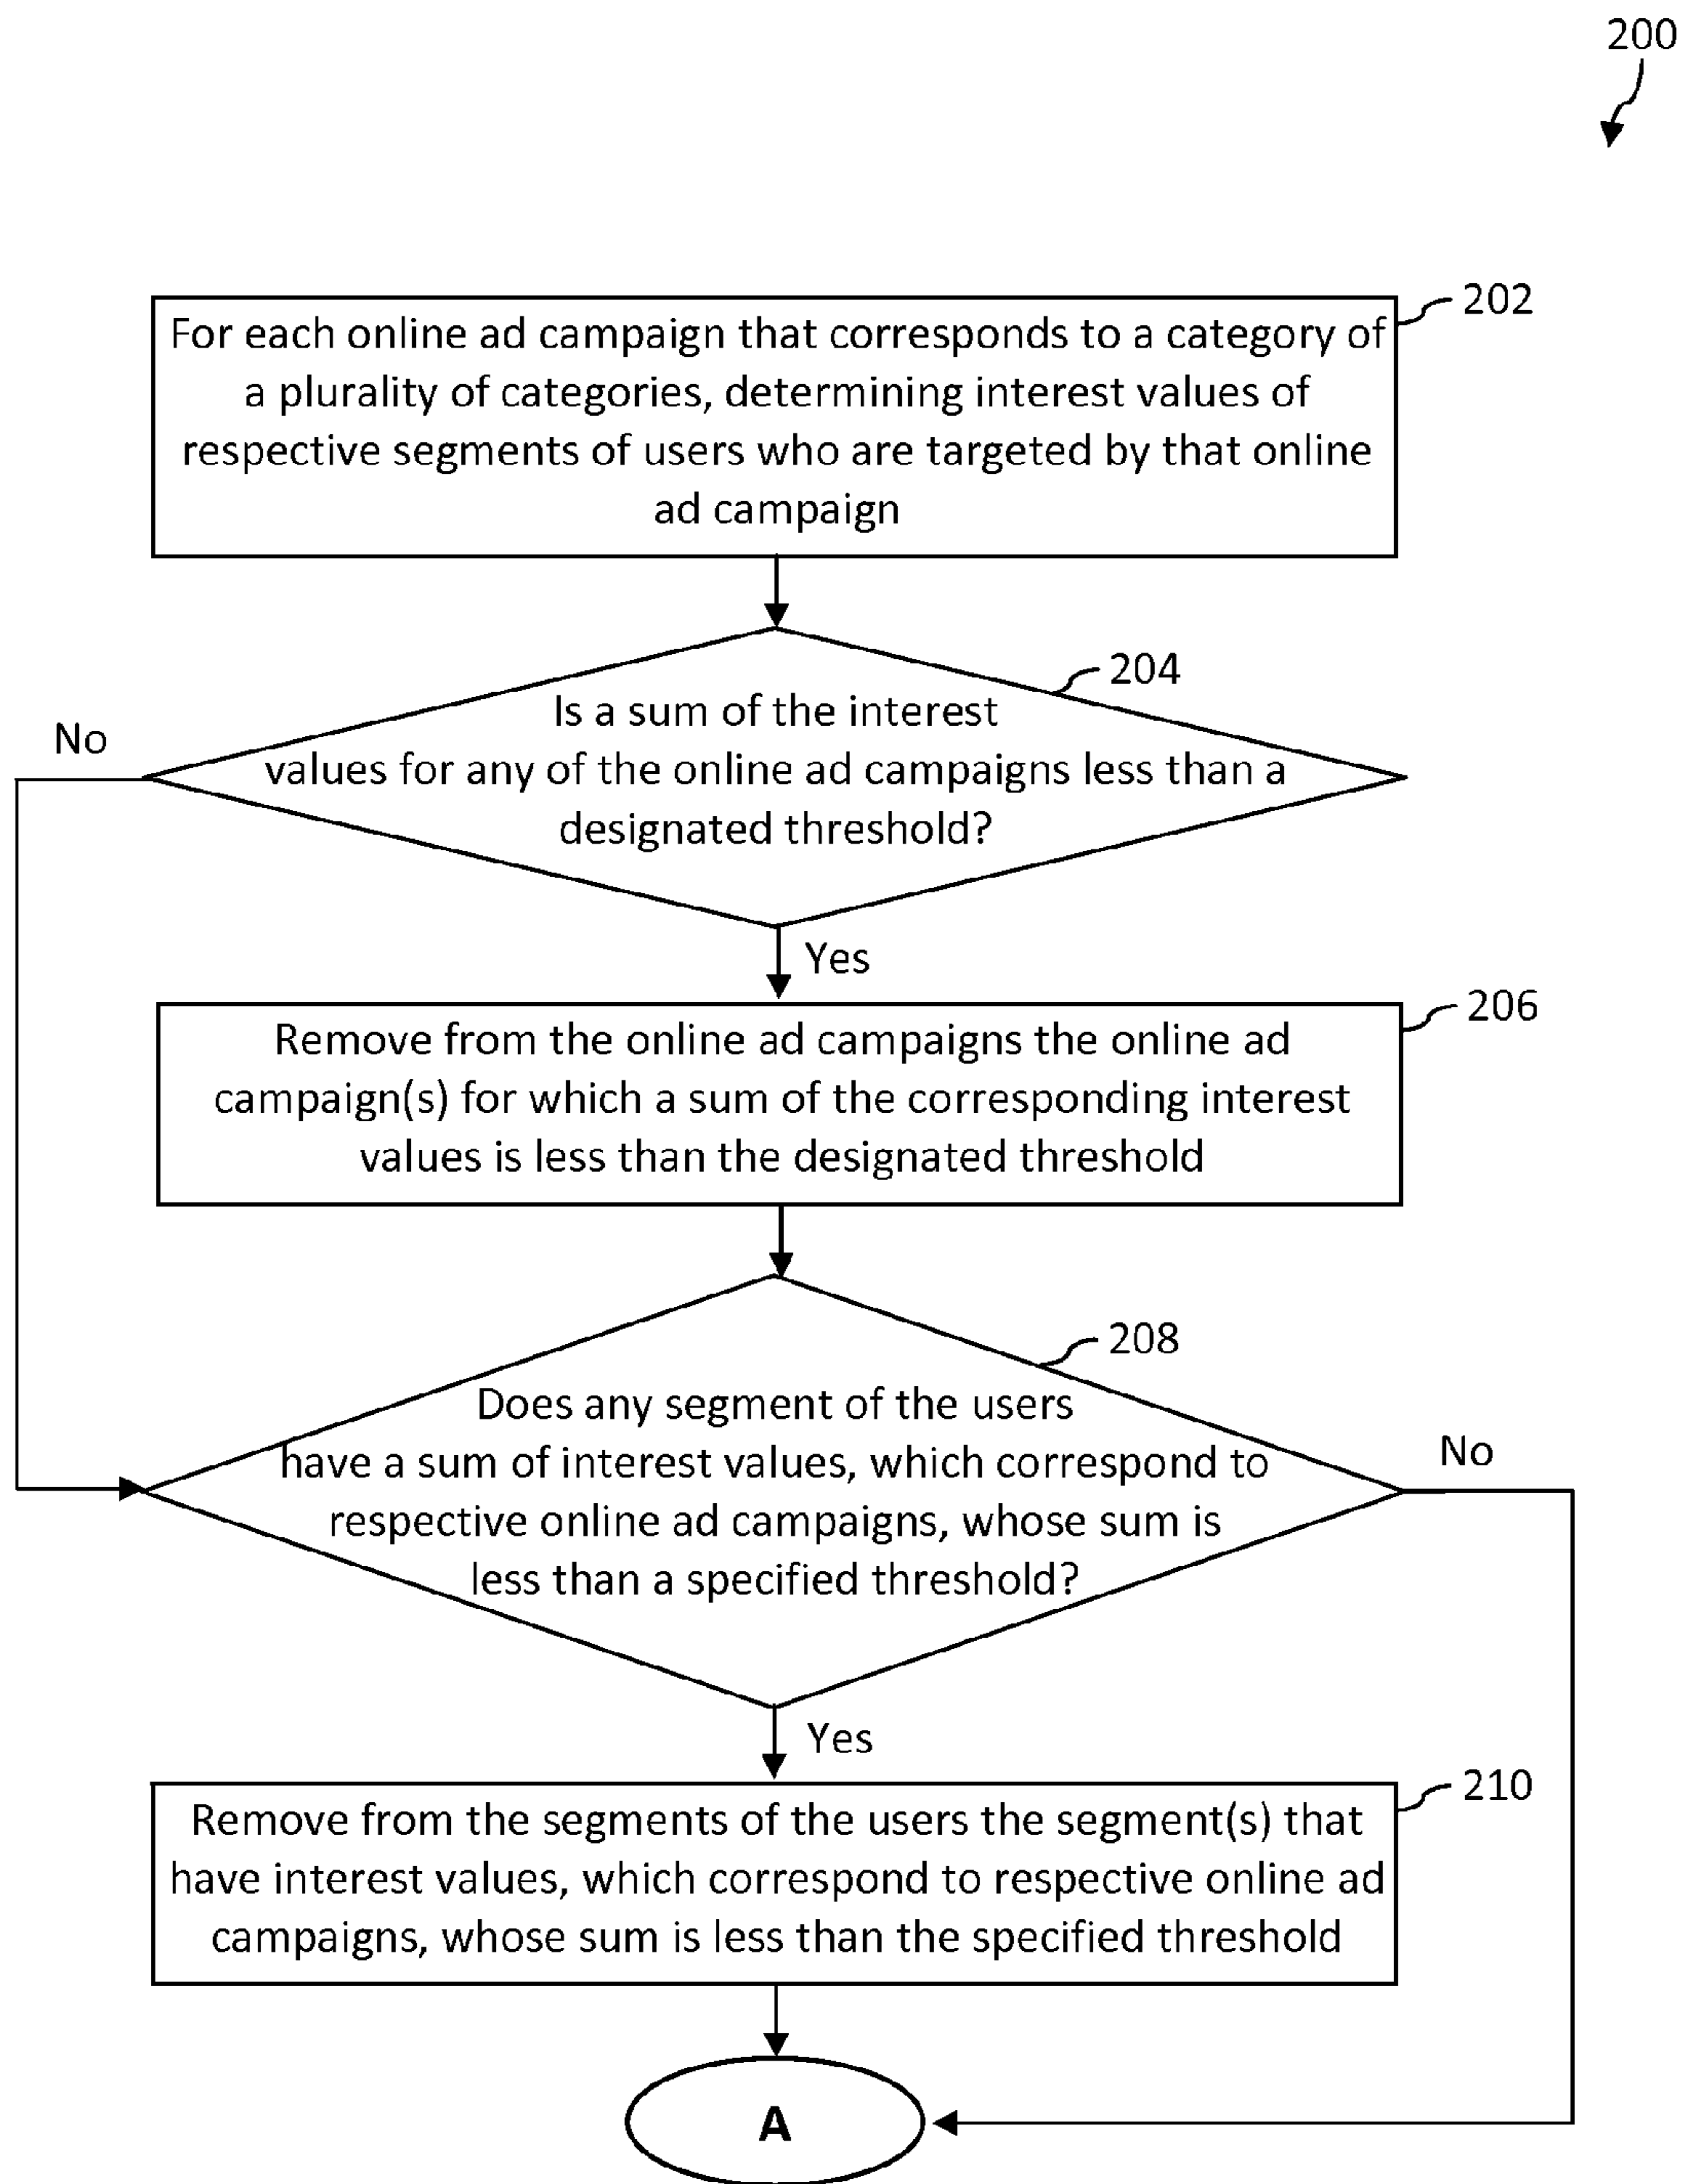 200
202
For each online ad campaign that corresponds to a category of
a plurality of categories, determining interest values of
respective segments of users who are targeted by that online
ad campaign
204
Is a sum of the interest
values for any of the online ad campaigns less than a
designated threshold?
No
Yes
206
Remove from the online ad campaigns the online ad
campaign(s) for which a sum of the corresponding interest
values is less than the designated threshold
208
Does any segment of the users
have a sum of interest values, which correspond to
respective online ad campaigns, whose sum is
less than a specified threshold?
No
Yes
210
Remove from the segments of the users the segment(s) that
have interest values, which correspond to respective online ad
campaigns, whose sum is less than the specified threshold
A